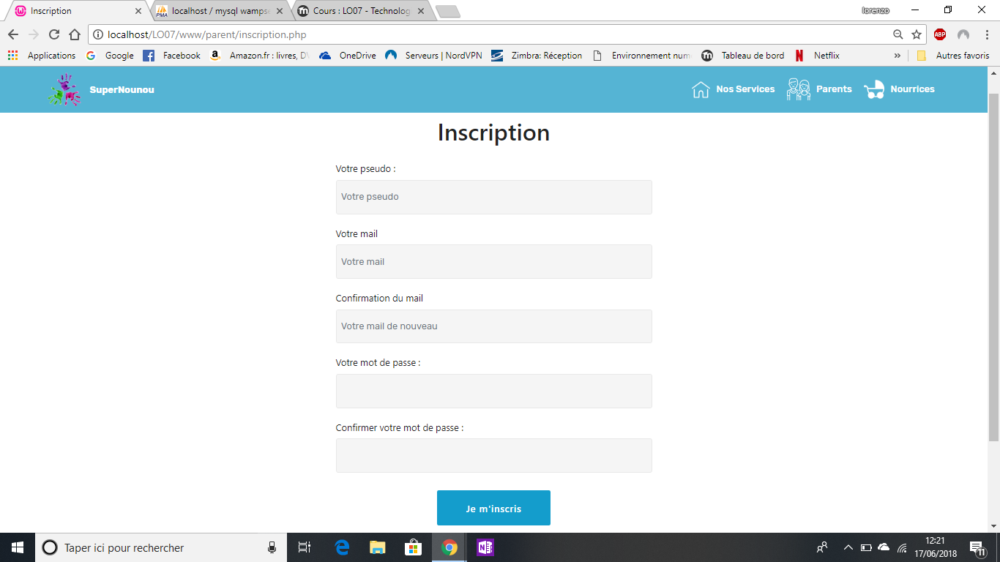 Inscription
localhost / mysql wampse
Cours : LO07 - Technolog
lorenzo
localhost/LO07/www/parent/inscription.php
ABP
Applications
Google
Facebook
Amazon.fr : livres, DV
OneDrive
Serveurs | NordVPN
Zimbra: Réception
Environnement num
Tableau de bord
Netflix
»
Autres favoris
SuperNounou
Nos Services
Parents
Nourrices
Inscription
Votre pseudo :
Votre pseudo
Votre mail
Votre mail
Confirmation du mail
Votre mail de nouveau
Votre mot de passe :
Confirmer votre mot de passe :
Je m'inscris
Taper ici pour rechercher
12:21
17/06/2018
11